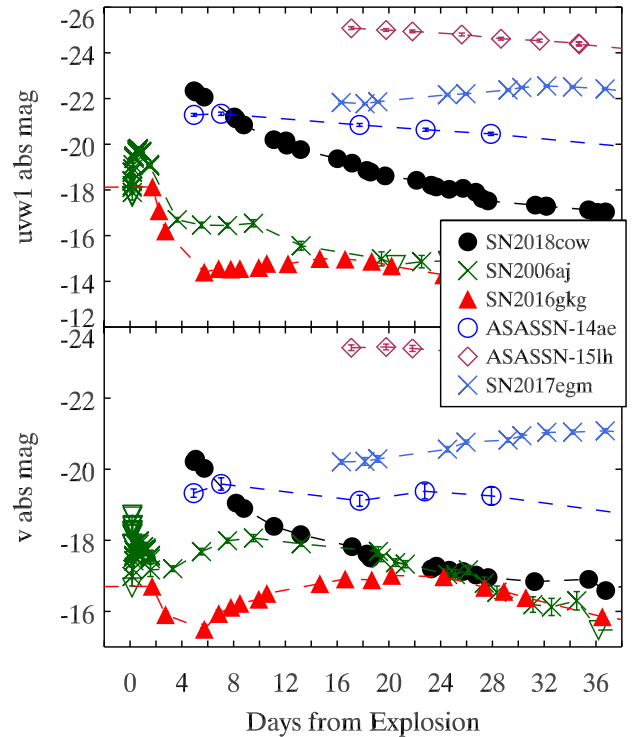 -26
-24
-22
-20
-18
-16
-14
-12
uvw1 abs mag
SN2018cow
SN2006aj
SN2016gkg
ASASSN-14ae
ASASSN-15lh
SN2017egm
-24
-22
-20
-18
-16
v abs mag
0 4 8 12 16 20 24 28 32 36
Days from Explosion